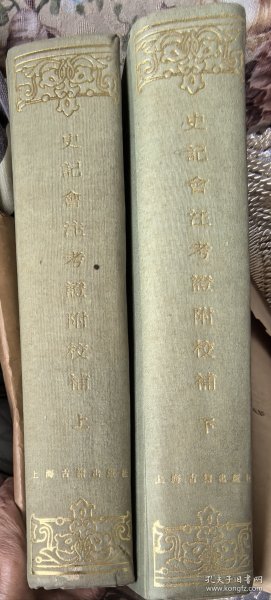 史記會注考證附校補 上
上海古籍出版社
史記會注考證附校補 下
上海古籍出版社
孔夫子旧书网